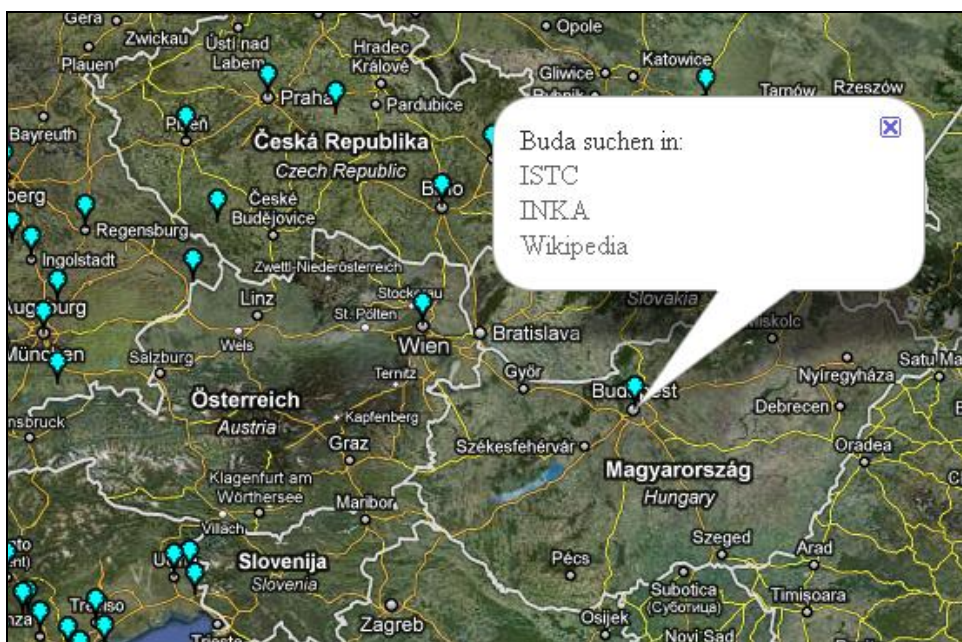 Gera
Zwickau
Ústí nad
Labem
Hradec
Králové
Opole
Plauen
Gliwice
Katowice
Praha
Pardubice
Tarnów
Rzeszów
Bayreuth
Česká Republika
Czech Republic
Buda suchen in:
ISTC
INKA
Wikipedia
České
Budějovice
Regensburg
Ingolstadt
Zwettl-Niederösterreich
Linz
St. Pölten
Slovakia
Wels
Wien
Bratislava
München
Salzburg
Ternitz
Győr
Satu
Nyíregyháza
Österreich
Austria
Kapfenberg
Debrecen
Graz
Székesfehérvár
Oradea
Magyarország
Hungary
Klagenfurt am
Wörthersee
Maribor
Villach
Szeged
Arad
Slovenija
Slovenia
Pécs
Subotica
(Суботица)
Timișoara
Zagreb
Osijek
Novi Sad